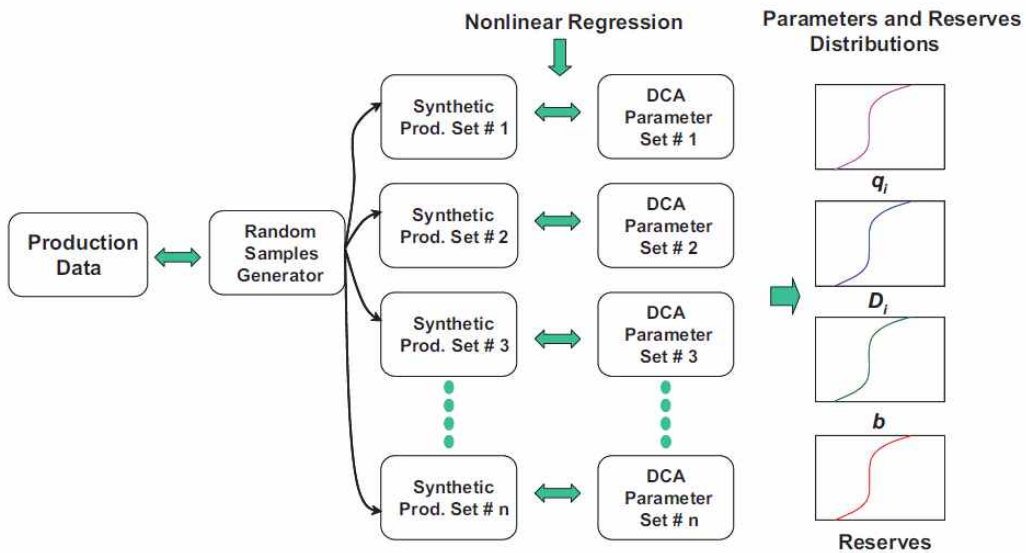 Nonlinear Regression
Parameters and Reserves
Distributions
Production
Data
Random
Samples
Generator
Synthetic
Prod. Set # 1
DCA
Parameter
Set # 1
Synthetic
Prod. Set # 2
DCA
Parameter
Set # 2
Synthetic
Prod. Set # 3
DCA
Parameter
Set # 3
Synthetic
Prod. Set # n
DCA
Parameter
Set # n
qi
Di
b
Reserves